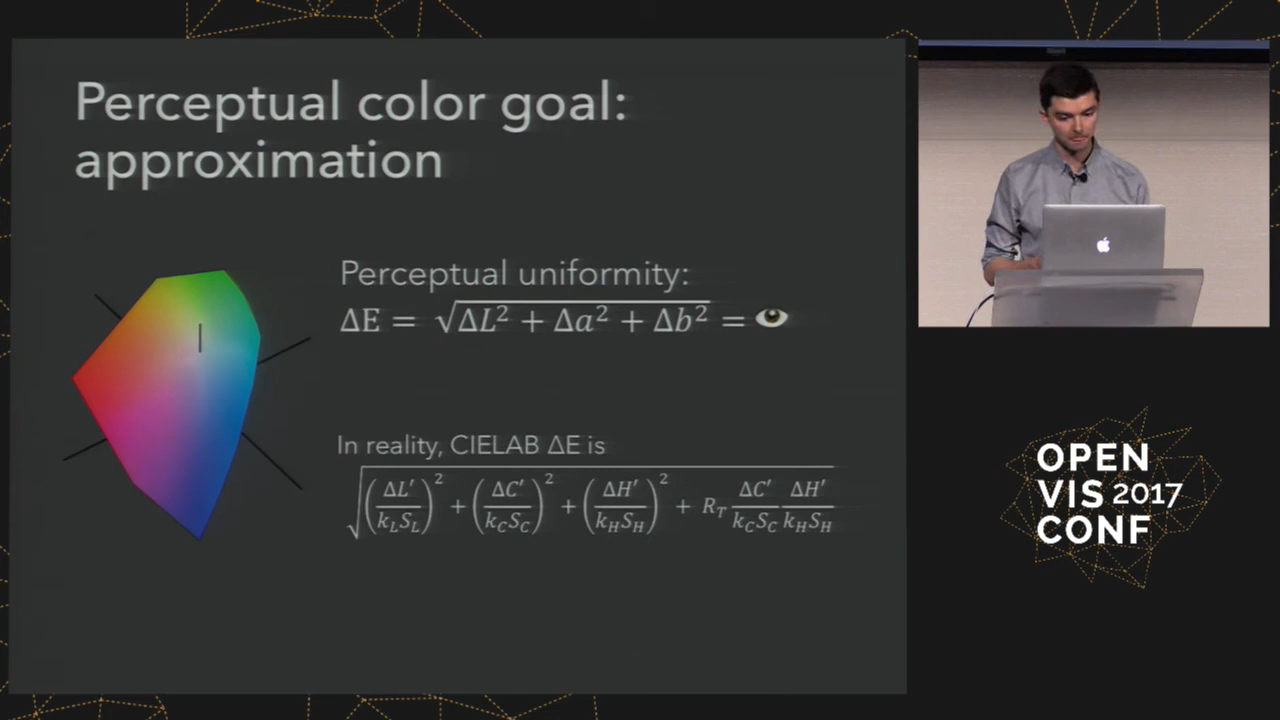 Perceptual color goal:
approximation
Perceptual uniformity:
ΔE = √ΔL² + Δa² + Δb² =
In reality, CIELAB ΔE is
√(ΔL′/k_L S_L)² + (ΔC′/k_C S_C)² + (ΔH′/k_H S_H)² + R_T ΔC′/k_C S_C ΔH′/k_H S_H
OPEN
VIS 2017
CONF